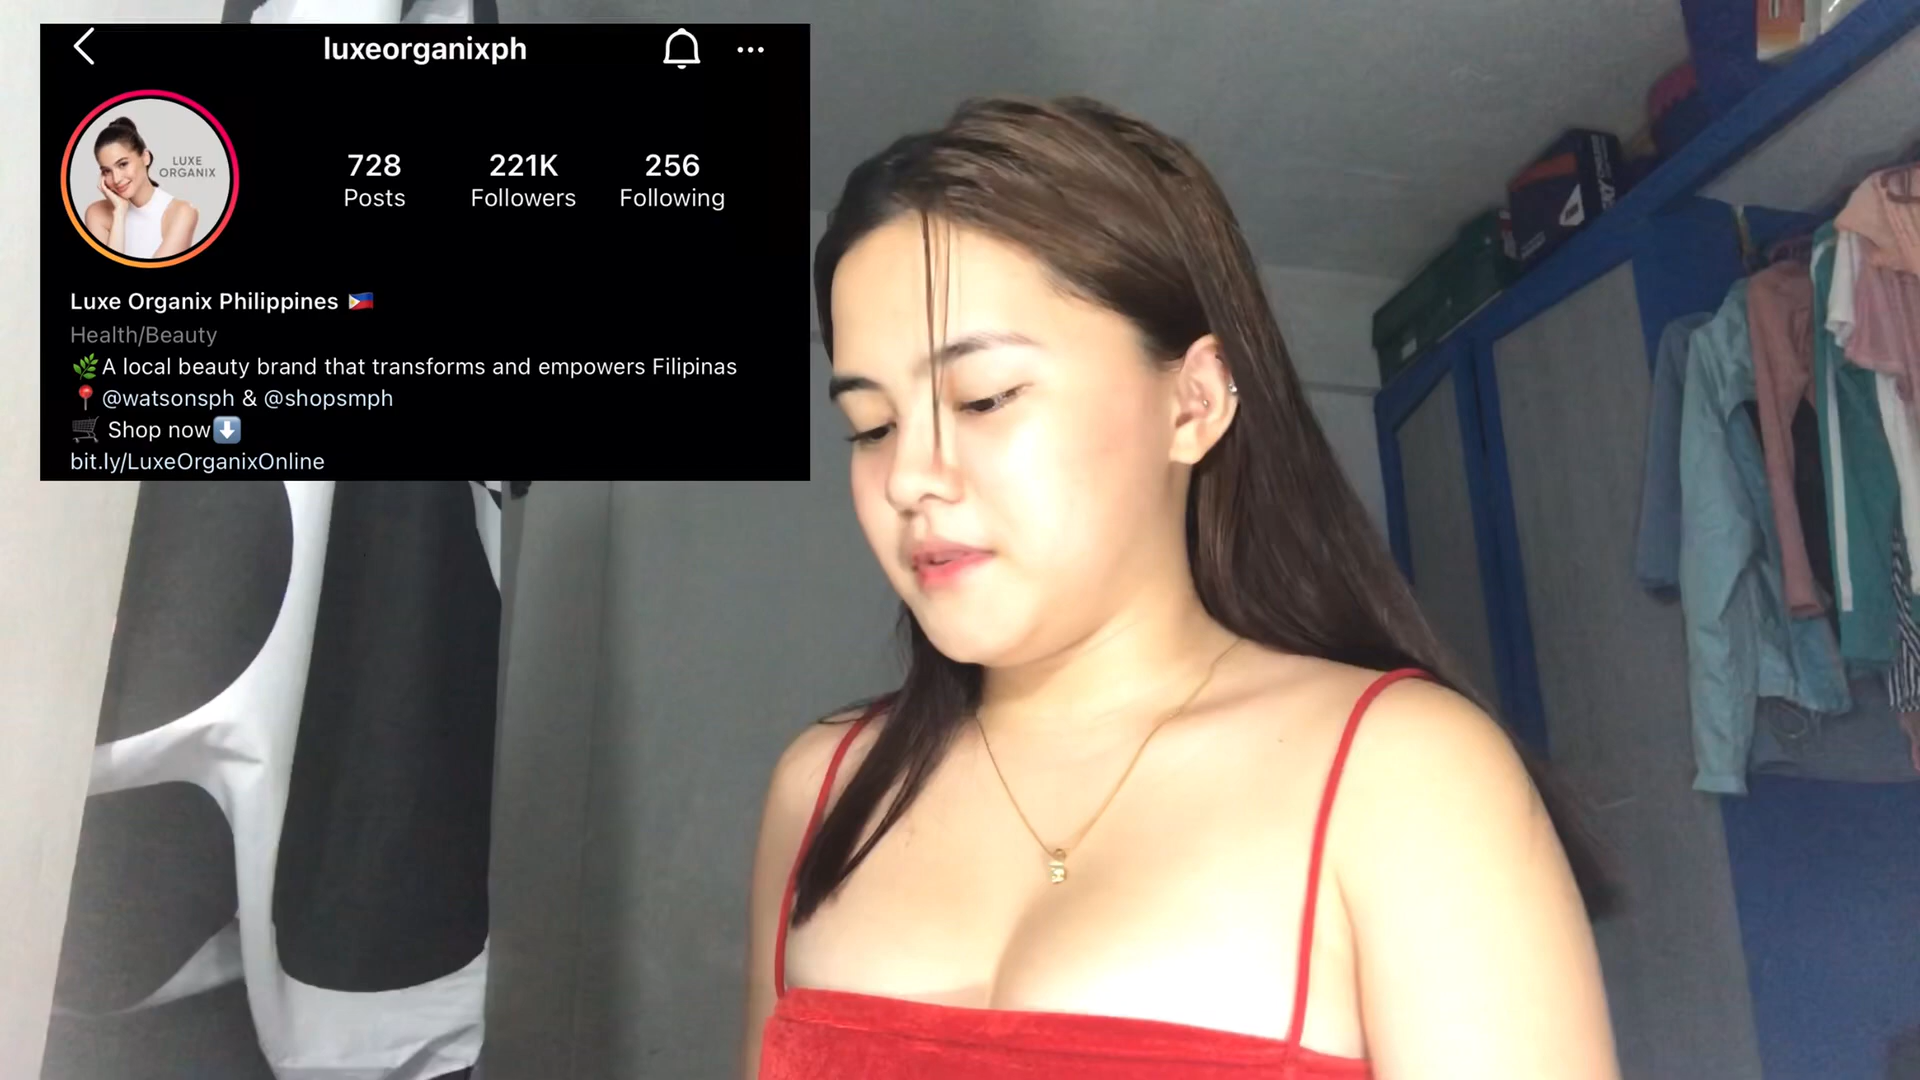 luxeorganixph
LUXE
ORGANIX
728 221K 256
Posts Followers Following
Luxe Organix Philippines 🇵🇭
Health/Beauty
🌿A local beauty brand that transforms and empowers Filipinas
📍 @watsonsph & @shopsmph
🛒 Shop now⬇️
bit.ly/LuxeOrganixOnline